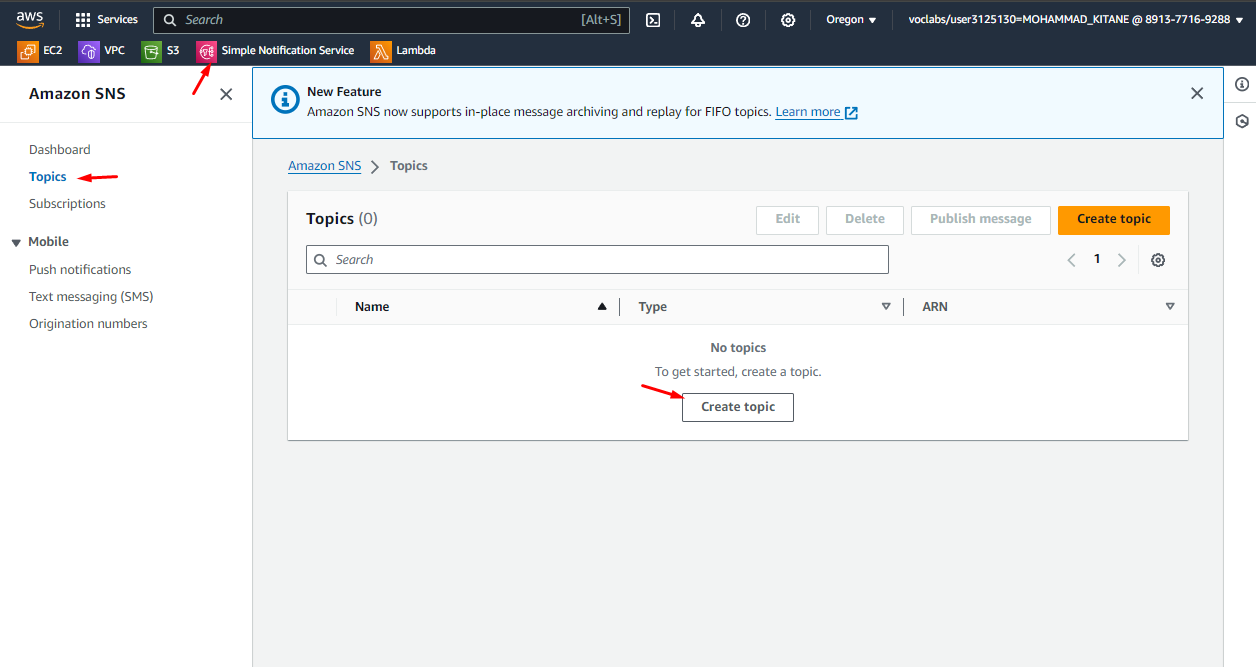 aws Services Search [Alt+S] Oregon voclabs/user3125130=MOHAMMAD_KITANE @ 8913-7716-9288
EC2 VPC S3 Simple Notification Service Lambda
Amazon SNS
Dashboard
Topics
Subscriptions
Mobile
Push notifications
Text messaging (SMS)
Origination numbers
New Feature
Amazon SNS now supports in-place message archiving and replay for FIFO topics. Learn more
Amazon SNS Topics
Topics (0) Edit Delete Publish message Create topic
Search 1
Name Type ARN
No topics
To get started, create a topic.
Create topic